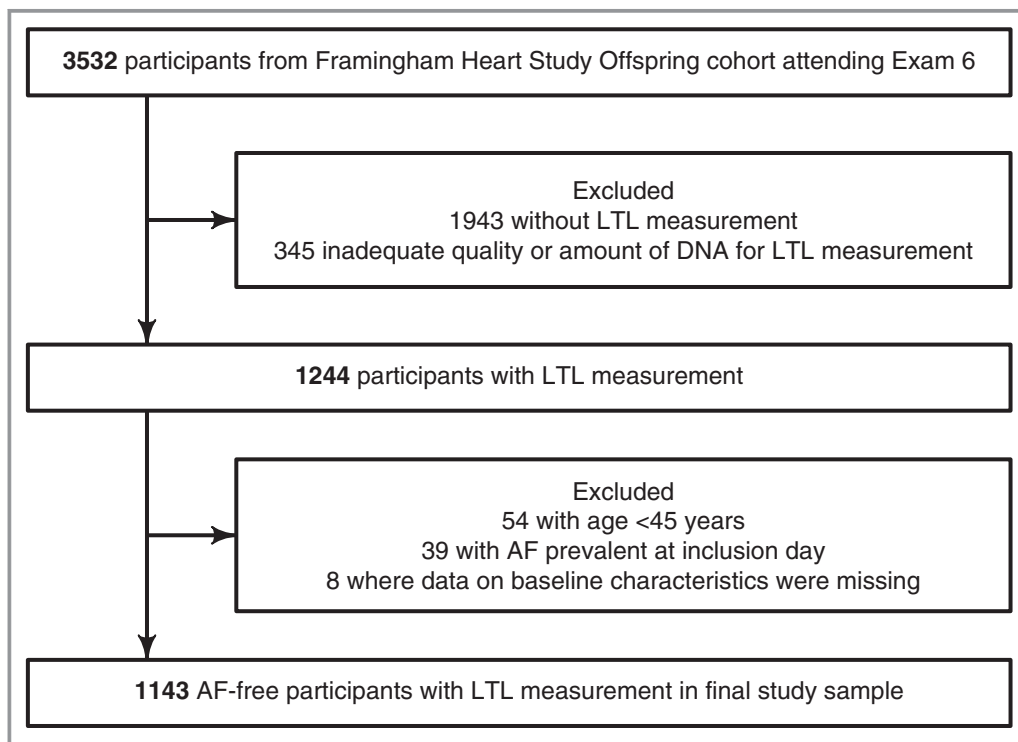 3532 participants from Framingham Heart Study Offspring cohort attending Exam 6
Excluded
1943 without LTL measurement
345 inadequate quality or amount of DNA for LTL measurement
1244 participants with LTL measurement
Excluded
54 with age <45 years
39 with AF prevalent at inclusion day
8 where data on baseline characteristics were missing
1143 AF-free participants with LTL measurement in final study sample